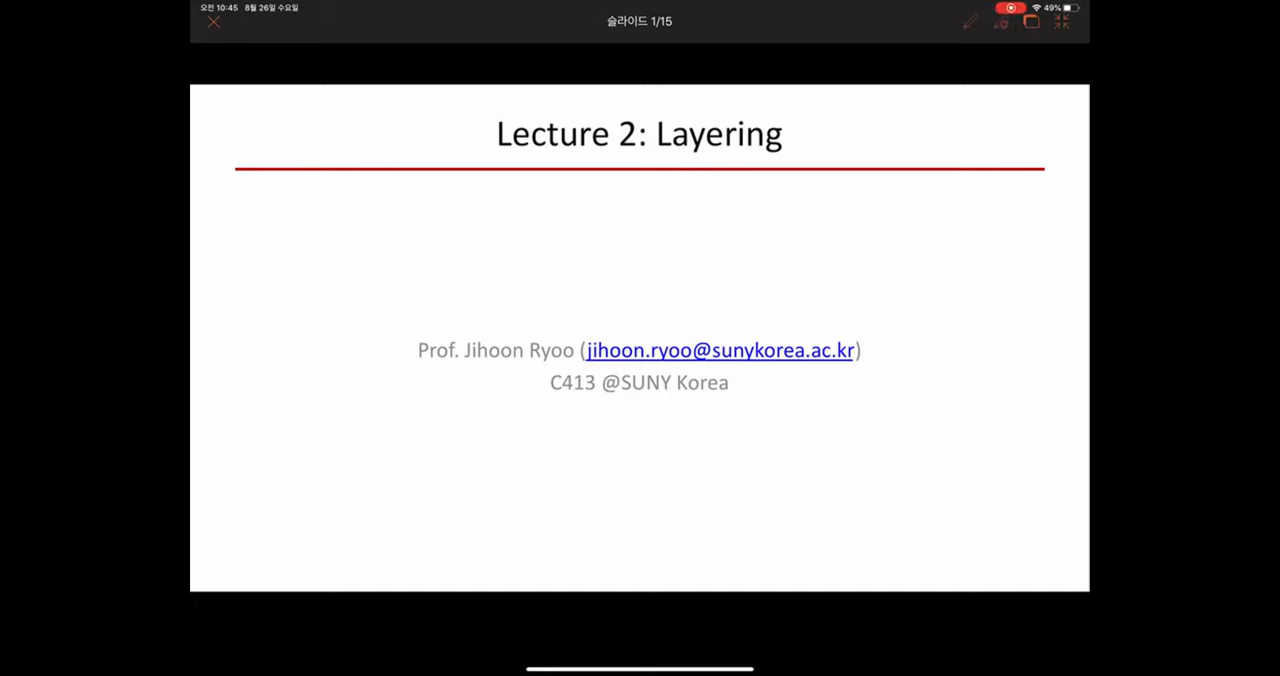 오전 10:45 8월 26일 수요일
49%
슬라이드 1/15
Lecture 2: Layering
Prof. Jihoon Ryoo (jihoon.ryoo@sunykorea.ac.kr)
C413 @SUNY Korea